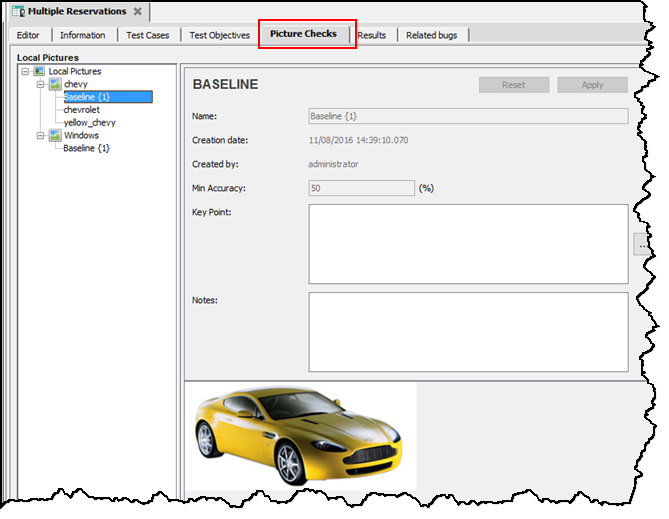 Multiple Reservations
Editor Information Test Cases Test Objectives Picture Checks Results Related bugs
Local Pictures
Local Pictures
chevy
Baseline {1}
chevrolet
yellow_chevy
Windows
Baseline {1}
BASELINE
Reset Apply
Name: Baseline {1}
Creation date: 11/08/2016 14:39:10.070
Created by: administrator
Min Accuracy: 50 (%)
Key Point:
...
Notes: